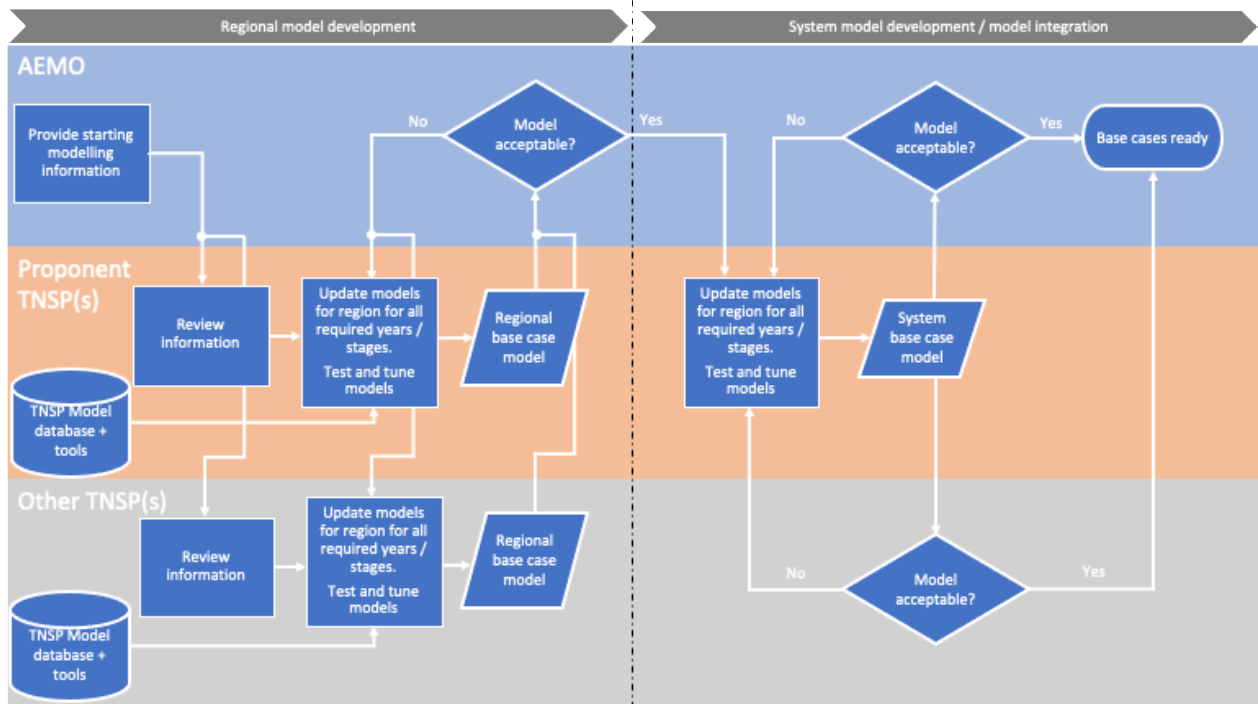 Regional model development
System model development / model integration
AEMO
Provide starting
modelling
information
No
Model
acceptable?
Yes
No
Model
acceptable?
Yes
Base cases ready
Proponent
TNSP(s)
Review
information
Update models
for region for all
required years /
stages.
Test and tune
models
Regional
base case
model
Update models
for region for all
required years /
stages.
Test and tune
models
System
base case
model
TNSP Model
database +
tools
Other TNSP(s)
Review
information
Update models
for region for all
required years /
stages.
Test and tune
models
Regional
base case
model
No
Model
acceptable?
Yes
TNSP Model
database +
tools